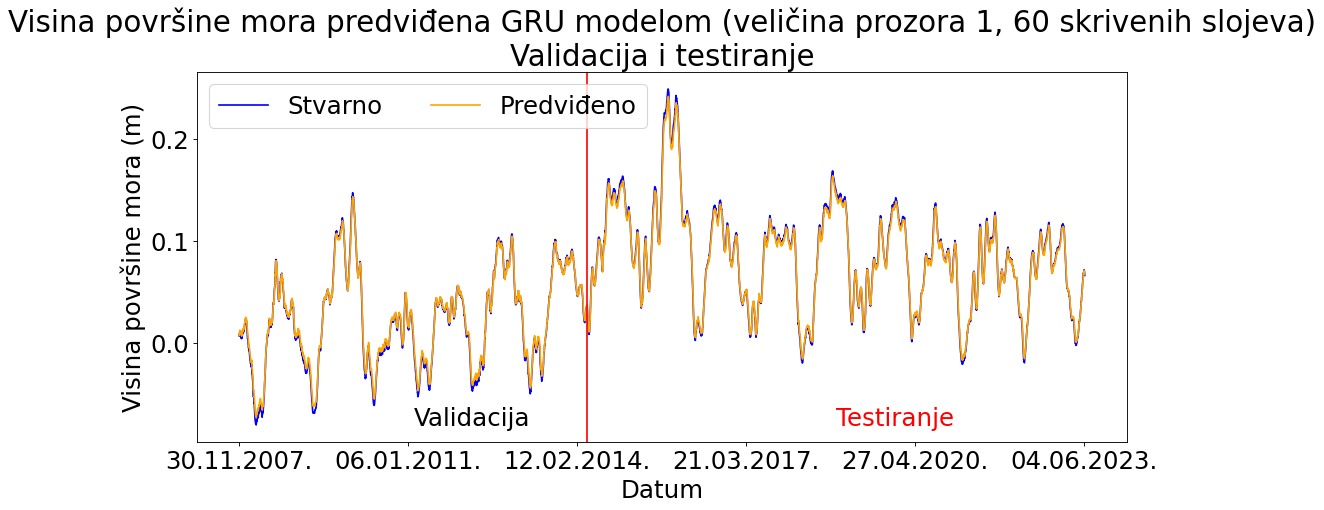 Visina površine mora predviđena GRU modelom (veličina prozora 1, 60 skrivenih slojeva)
Validacija i testiranje
Stvarno Predviđeno
Visina površine mora (m)
0.2
0.1
0.0
Validacija
Testiranje
30.11.2007. 06.01.2011. 12.02.2014. 21.03.2017. 27.04.2020. 04.06.2023.
Datum